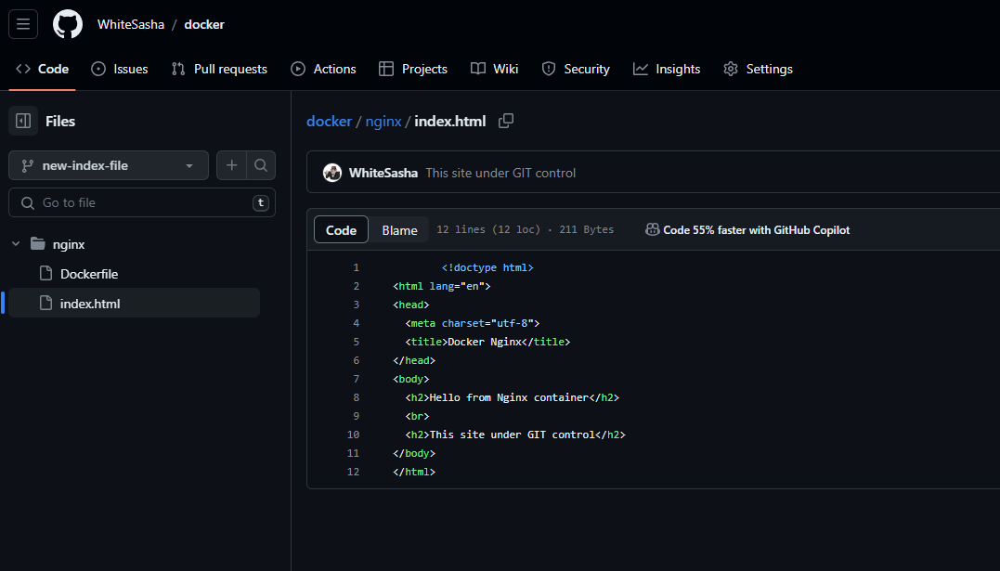 WhiteSasha / docker
Code Issues Pull requests Actions Projects Wiki Security Insights Settings
Files
new-index-file
Go to file t
nginx
Dockerfile
index.html
docker / nginx / index.html
WhiteSasha This site under GIT control
Code Blame 12 lines (12 loc) · 211 Bytes Code 55% faster with GitHub Copilot
1 <!doctype html>
2 <html lang="en">
3 <head>
4 <meta charset="utf-8">
5 <title>Docker Nginx</title>
6 </head>
7 <body>
8 <h2>Hello from Nginx container</h2>
9 <br>
10 <h2>This site under GIT control</h2>
11 </body>
12 </html>